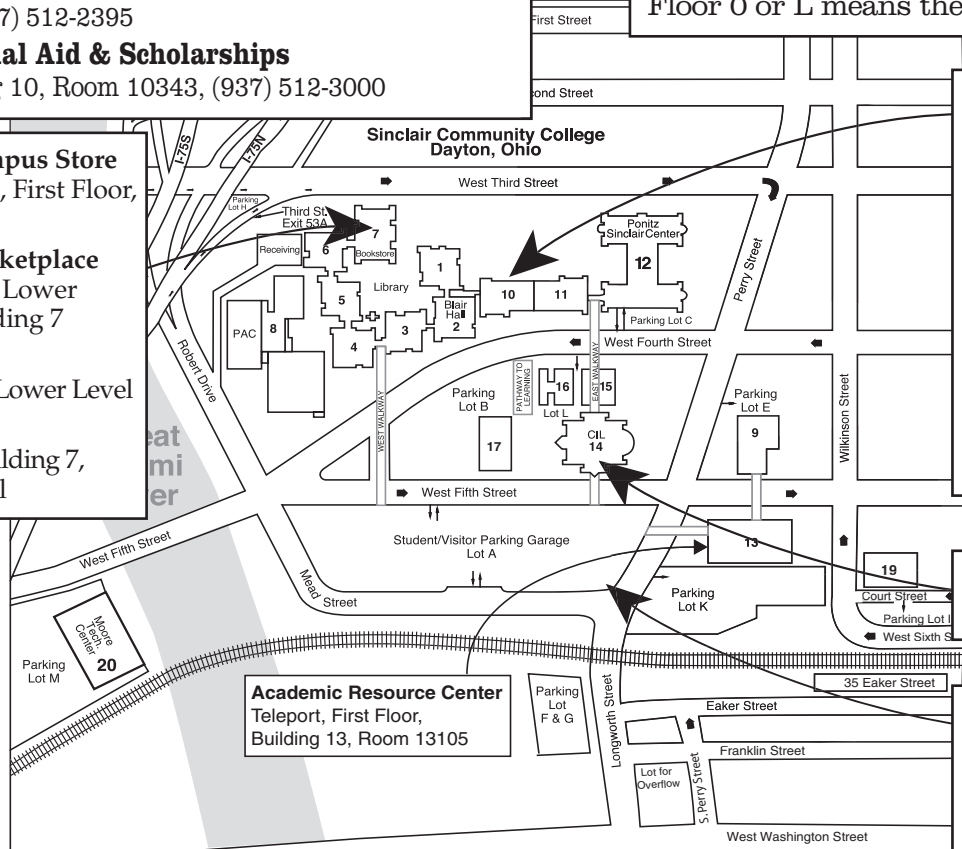 7) 512-2395
al Aid & Scholarships
10, Room 10343, (937) 512-3000
Floor 0 or L means the
First Street
ond Street
pus Store
, First Floor,
ketplace
Lower
ding 7
Lower Level
ilding 7,
l
Sinclair Community College
Dayton, Ohio
I-75S
I-75N
West Third Street
Parking
Lot H
Third St.
Exit 53A
Receiving
6
7
Bookstore
1
Library
5
Blair
Hall
2
3
4
PAC
8
10
11
Ponitz
Sinclair Center
12
Parking Lot C
Perry Street
West Fourth Street
Robert Drive
WEST WALKWAY
Parking
Lot B
PATHWAY TO
LEARNING
16
Lot L
EAST WALKWAY
15
17
CIL
14
Parking
Lot E
9
Wilkinson Street
eat
mi
er
West Fifth Street
West Fifth Street
Student/Visitor Parking Garage
Lot A
13
19
Court Street
Parking Lot I
West Sixth S
Mead Street
Parking
Lot K
Moore
Tech.
Center
20
Parking
Lot M
Academic Resource Center
Teleport, First Floor,
Building 13, Room 13105
Parking
Lot
F & G
Longworth Street
35 Eaker Street
Eaker Street
Franklin Street
Lot for
Overflow
S. Perry Street
West Washington Street